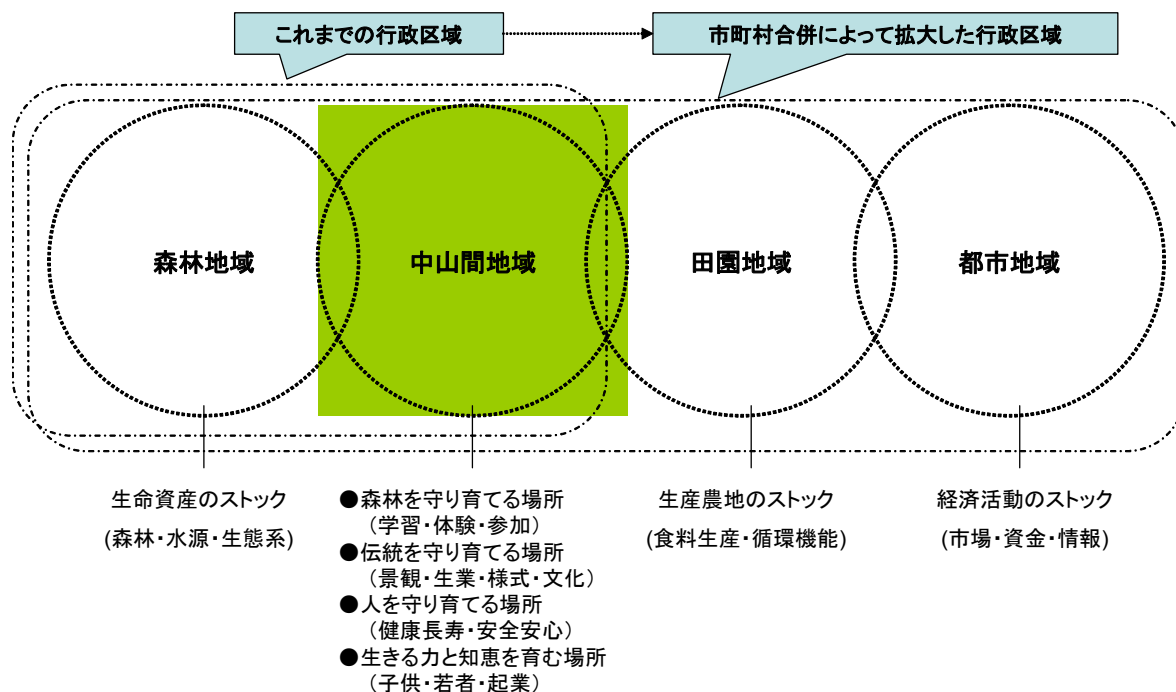 これまでの行政区域
市町村合併によって拡大した行政区域
森林地域
中山間地域
田園地域
都市地域
生命資産のストック
(森林・水源・生態系)
●森林を守り育てる場所
（学習・体験・参加）
●伝統を守り育てる場所
（景観・生業・様式・文化）
●人を守り育てる場所
（健康長寿・安全安心）
●生きる力と知恵を育む場所
（子供・若者・起業）
生産農地のストック
(食料生産・循環機能)
経済活動のストック
(市場・資金・情報)